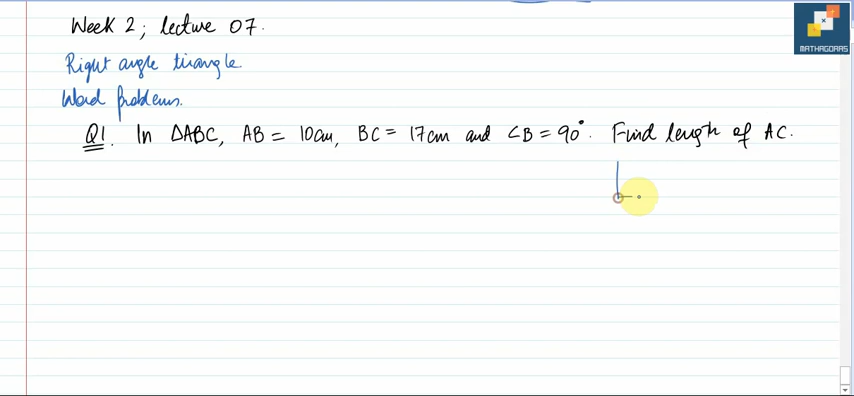 Week 2; lecture 07.
MATHAGORAS
Right angle triangle
Word problems.
Q1. In △ABC, AB = 10cm, BC = 17cm and ∠B = 90°. Find length of AC.